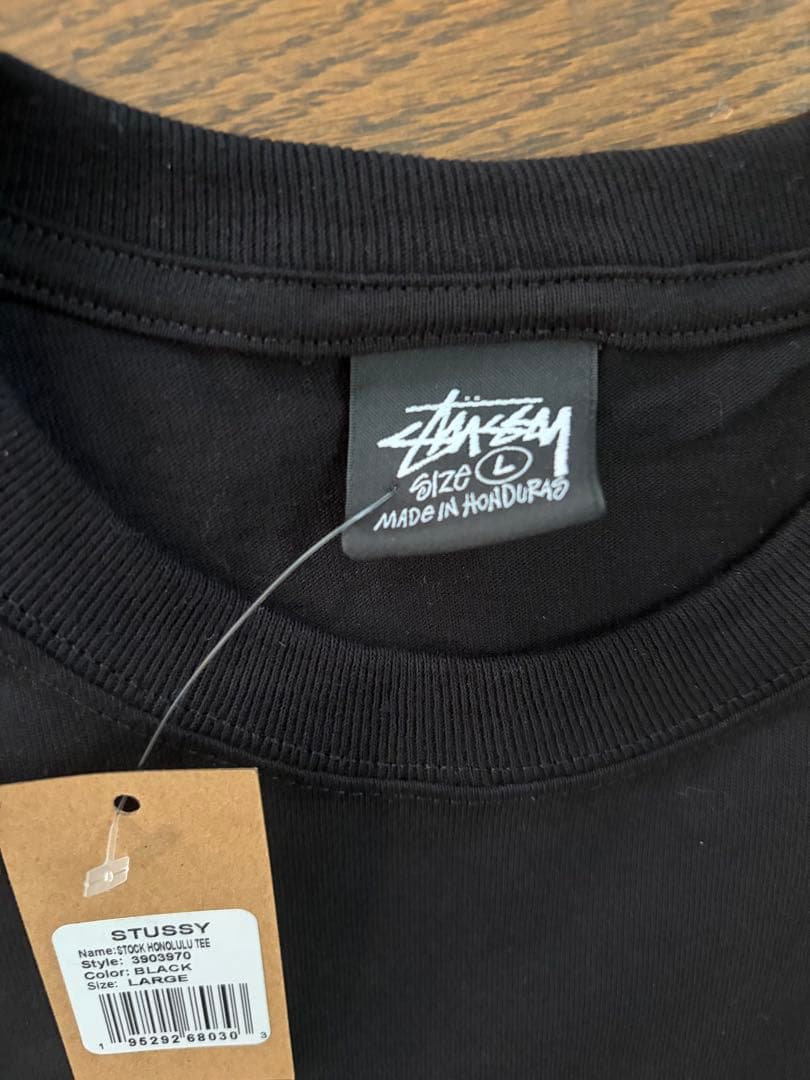 Stüssy
SIZE L
MADE IN HONDURAS
STUSSY
Name:STOCK HONOLULU TEE
Style: 3903970
Color: BLACK
Size: LARGE
1 95292 68030 3